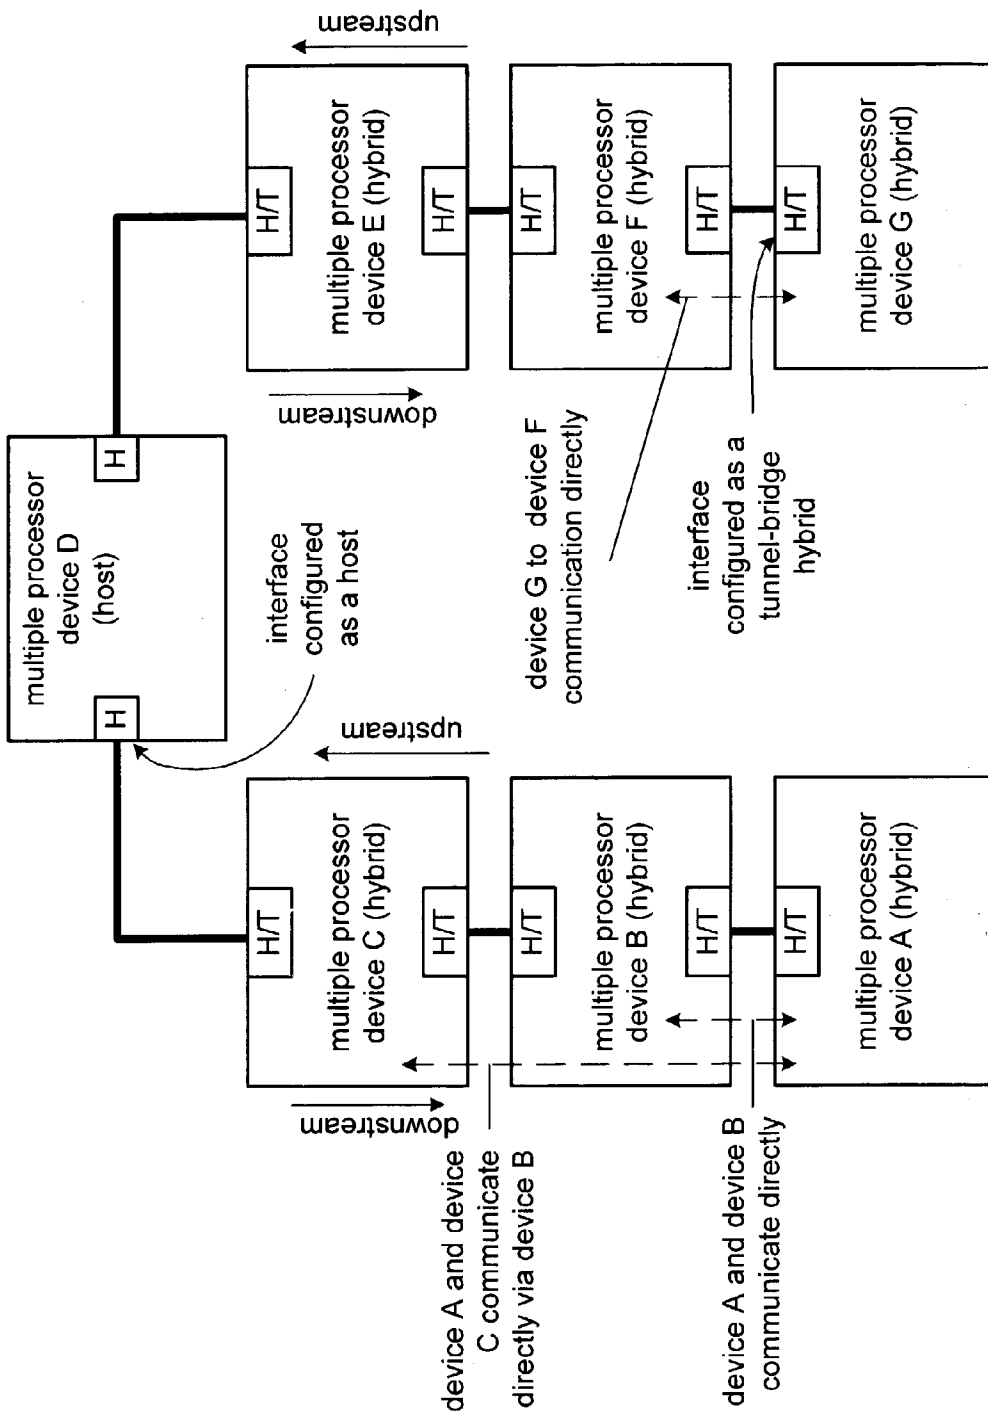 multiple processor
device D
(host)
H
H
interface
configured
as a host
upstream
downstream
H/T
multiple processor
device C (hybrid)
H/T
H/T
multiple processor
device B (hybrid)
H/T
H/T
multiple processor
device A (hybrid)
device A and device
C communicate
directly via device B
device A and device B
communicate directly
upstream
downstream
H/T
multiple processor
device E (hybrid)
H/T
H/T
multiple processor
device F (hybrid)
H/T
H/T
multiple processor
device G (hybrid)
device G to device F
communication directly
interface
configured as a
tunnel-bridge
hybrid